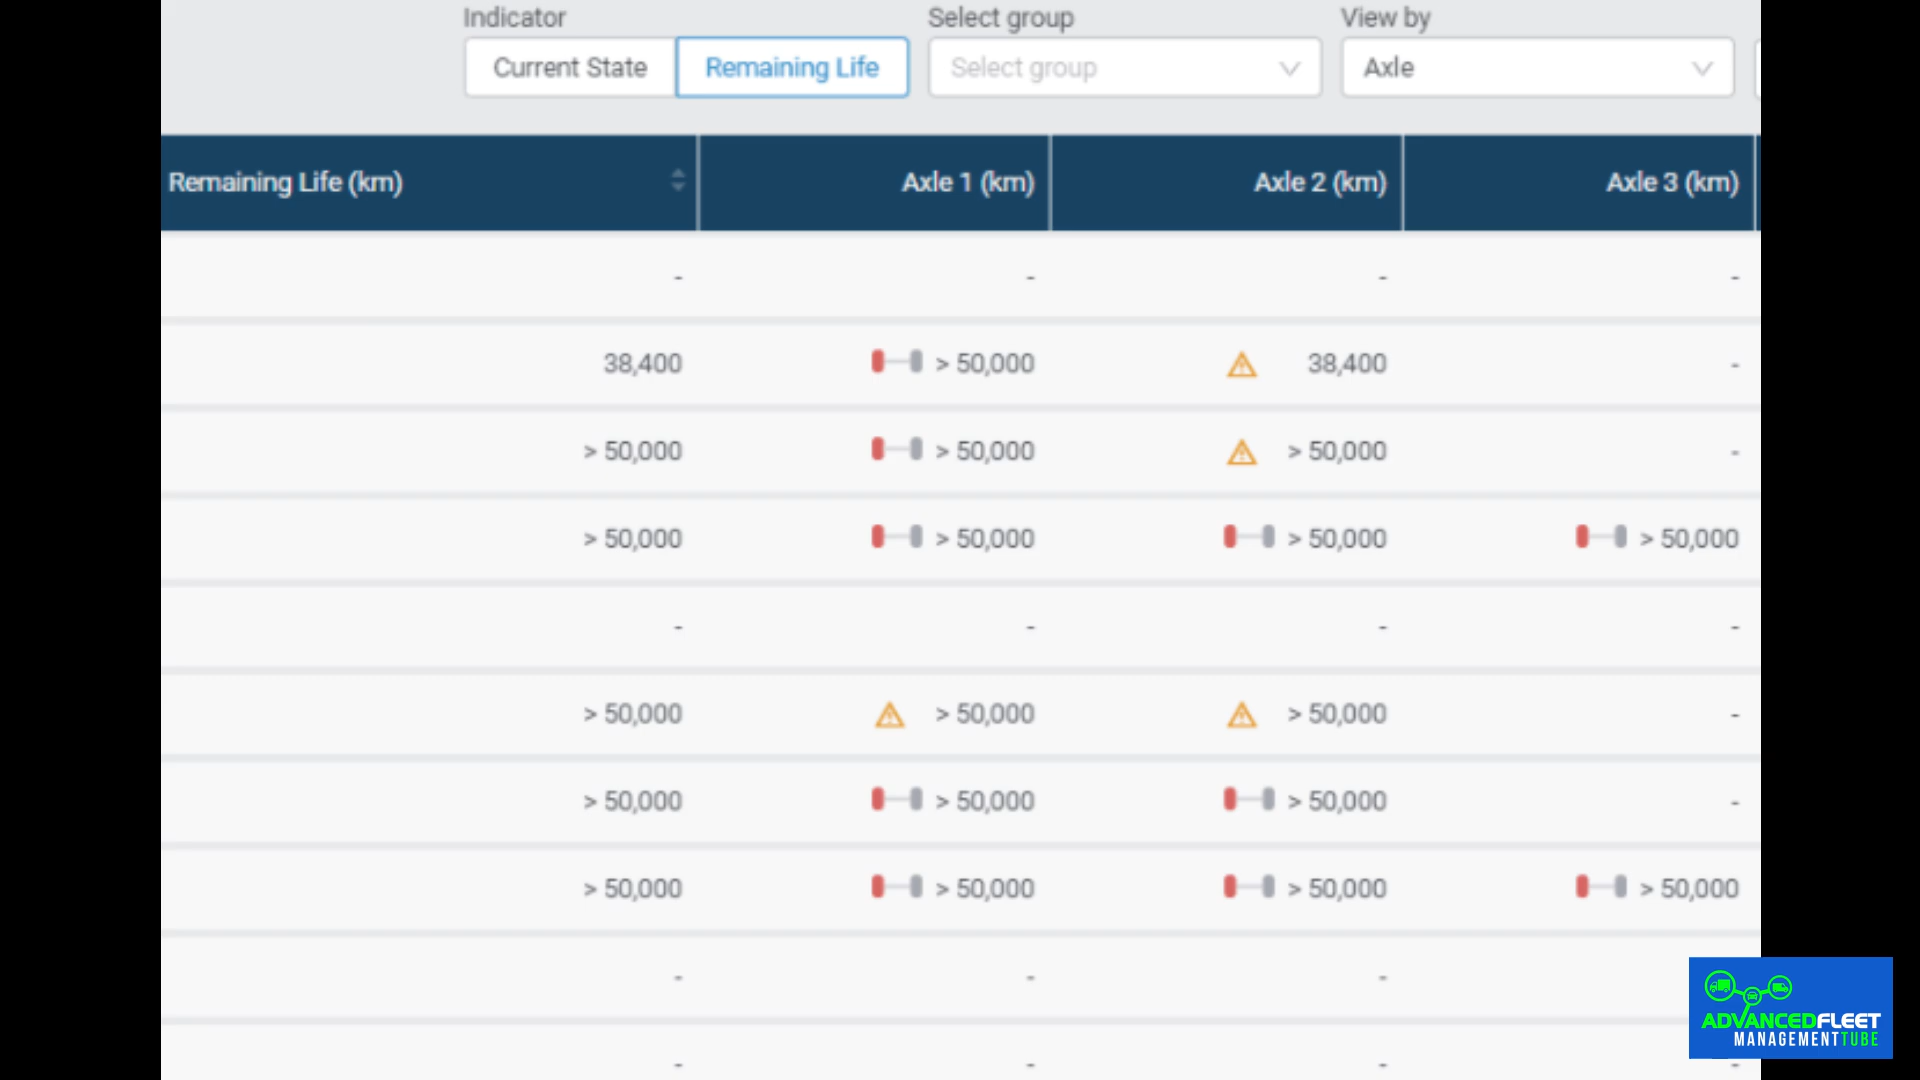 Indicator Select group View by
Current State Remaining Life Select group Axle
Remaining Life (km) Axle 1 (km) Axle 2 (km) Axle 3 (km)
- - - -
38,400 > 50,000 38,400 -
> 50,000 > 50,000 > 50,000 -
> 50,000 > 50,000 > 50,000 > 50,000
- - - -
> 50,000 > 50,000 > 50,000 -
> 50,000 > 50,000 > 50,000 -
> 50,000 > 50,000 > 50,000 > 50,000
- - -
- - - -
ADVANCEDFLEET
MANAGEMENTTUBE